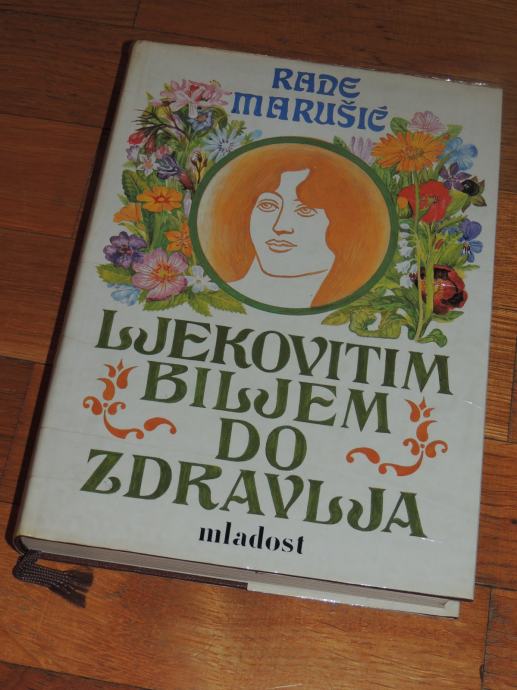 RADE
MARUŠIĆ
LJEKOVITIM
BILJEM
DO
ZDRAVLJA
mladost